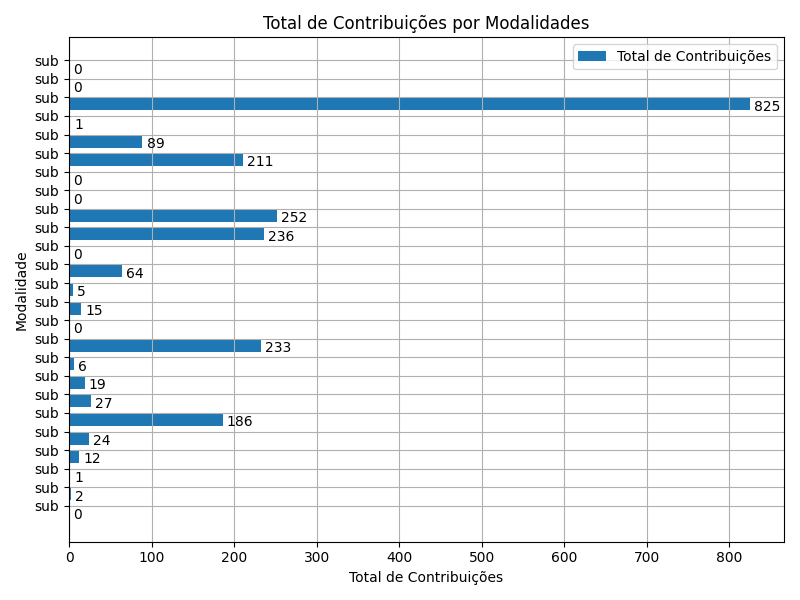 Total de Contribuições por Modalidades
Total de Contribuições
sub
0
sub
0
sub
825
sub
1
sub
89
sub
211
sub
0
sub
0
sub
252
sub
236
sub
0
sub
64
sub
5
sub
15
sub
0
sub
233
sub
6
sub
19
sub
27
sub
186
sub
24
sub
12
sub
1
sub
2
sub
0
Modalidade
0 100 200 300 400 500 600 700 800
Total de Contribuições